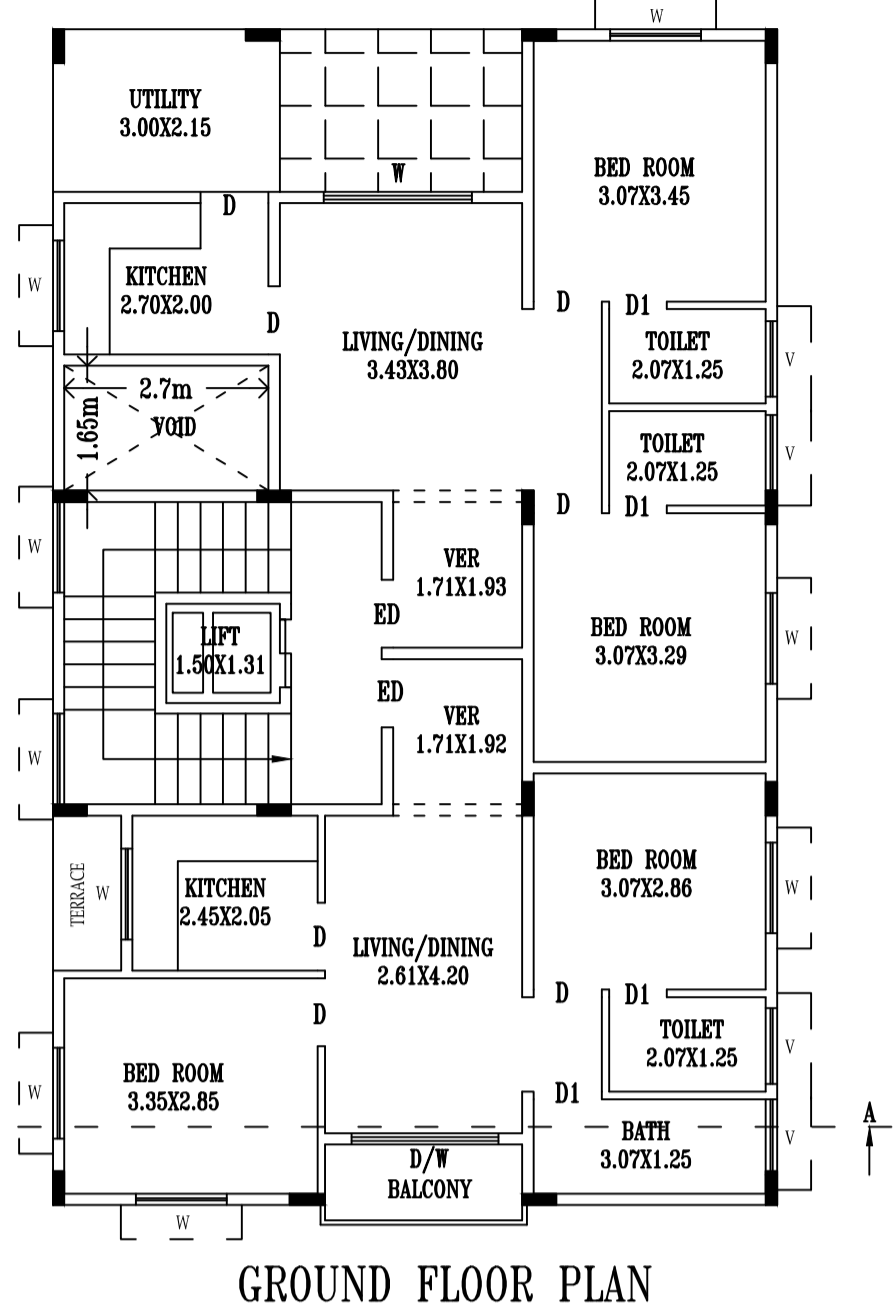 W
UTILITY
3.00X2.15
BED ROOM
3.07X3.45
W
D
KITCHEN
2.70X2.00
W
D
LIVING/DINING
3.43X3.80
D
D1
TOILET
2.07X1.25
V
2.7m
1.65m
VOID
TOILET
2.07X1.25
V
D
D1
W
VER
1.71X1.93
ED
LIFT
1.50X1.31
BED ROOM
3.07X3.29
W
ED
VER
1.71X1.92
W
TERRACE
W
KITCHEN
2.45X2.05
D
BED ROOM
3.07X2.86
W
LIVING/DINING
2.61X4.20
D
D
D1
TOILET
2.07X1.25
V
BED ROOM
3.35X2.85
W
D1
A
BATH
3.07X1.25
V
D/W
BALCONY
W
GROUND FLOOR PLAN